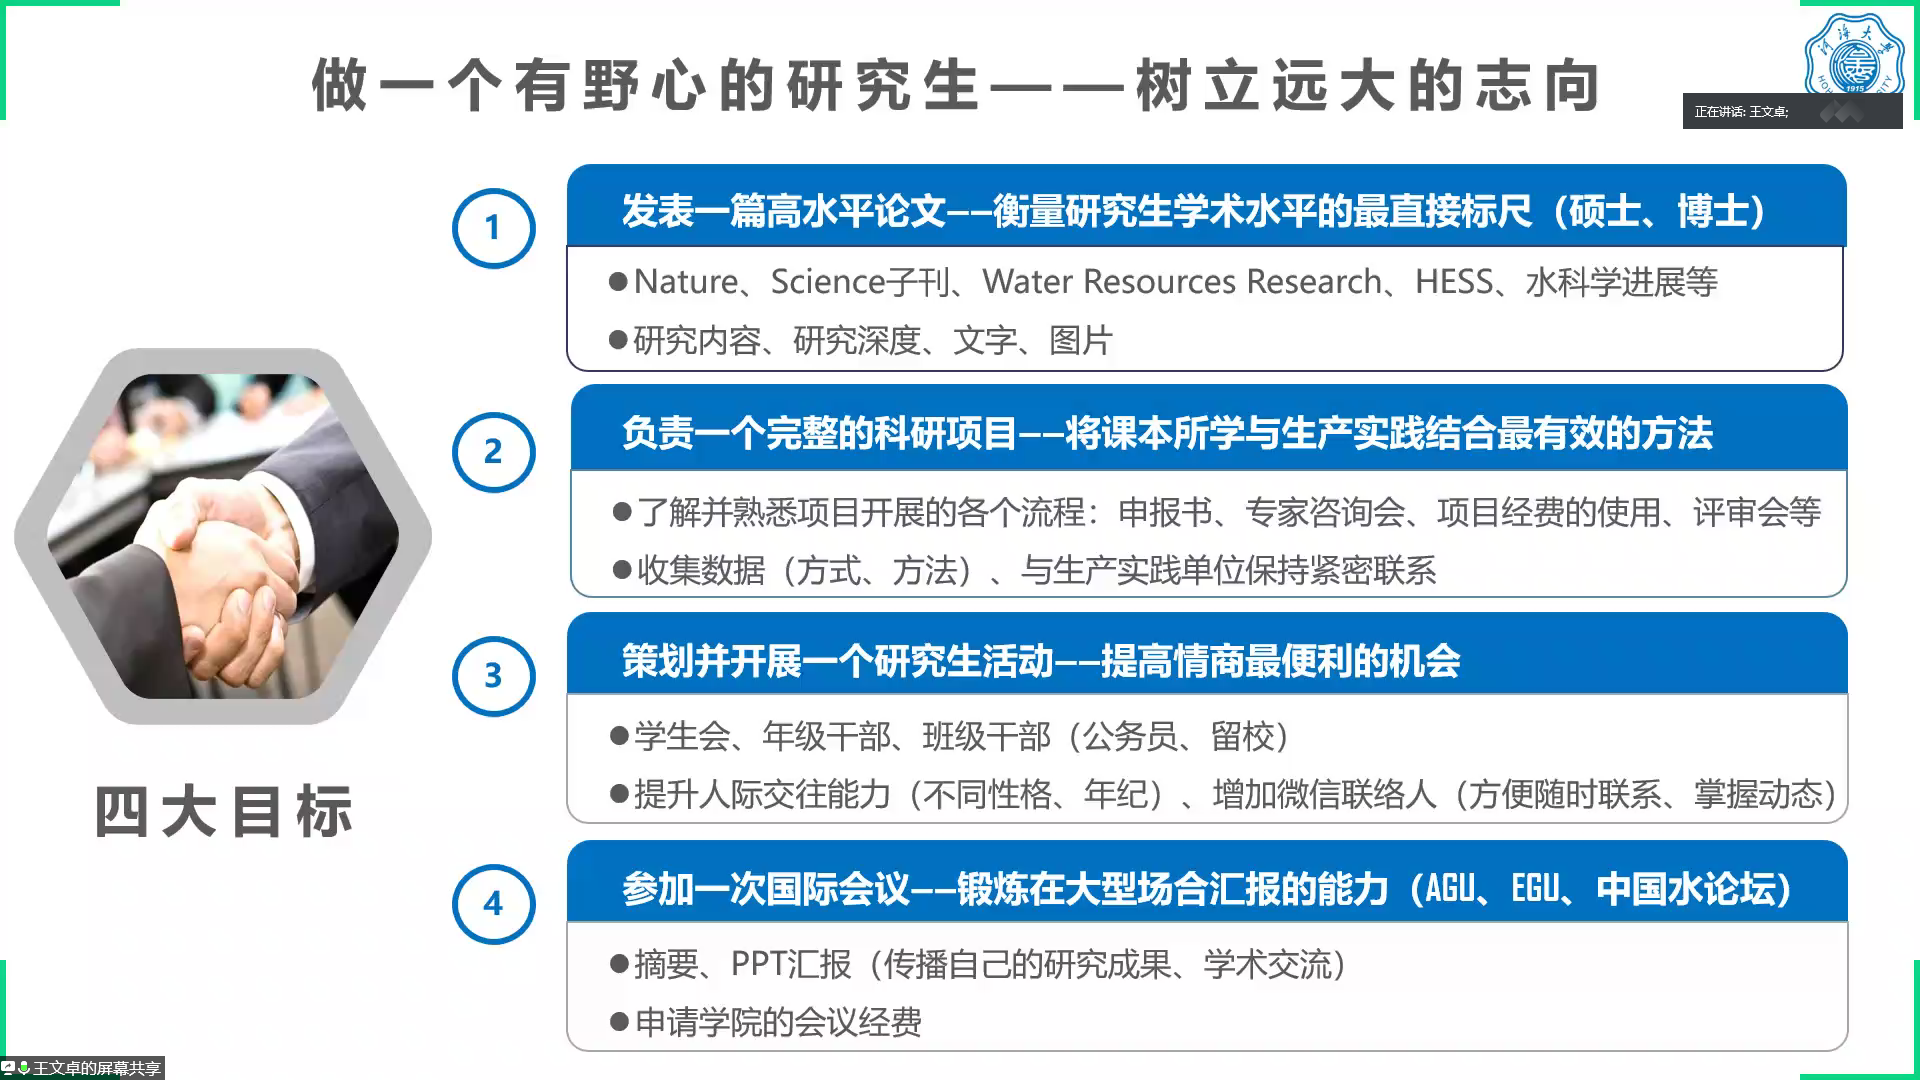 做一个有野心的研究生——树立远大的志向
河海大学
1915
正在讲话: 王文卓;
1
发表一篇高水平论文——衡量研究生学术水平的最直接标尺（硕士、博士）
●Nature、Science子刊、Water Resources Research、HESS、水科学进展等
●研究内容、研究深度、文字、图片
2
负责一个完整的科研项目——将课本所学与生产实践结合最有效的方法
●了解并熟悉项目开展的各个流程：申报书、专家咨询会、项目经费的使用、评审会等
●收集数据（方式、方法）、与生产实践单位保持紧密联系
3
策划并开展一个研究生活动——提高情商最便利的机会
●学生会、年级干部、班级干部（公务员、留校）
●提升人际交往能力（不同性格、年纪）、增加微信联络人（方便随时联系、掌握动态）
四大目标
4
参加一次国际会议——锻炼在大型场合汇报的能力（AGU、EGU、中国水论坛）
●摘要、PPT汇报（传播自己的研究成果、学术交流）
●申请学院的会议经费
王文卓的屏幕共享